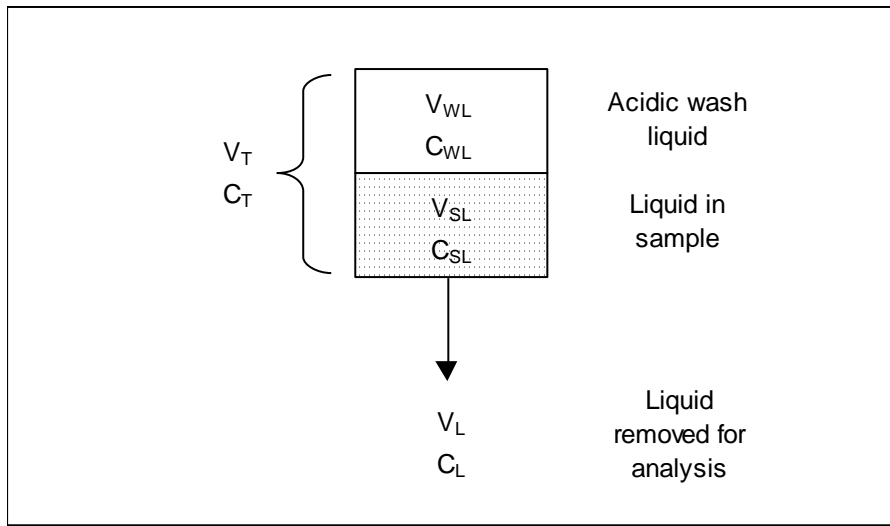 V_WL
C_WL
Acidic wash
liquid
V_T
C_T
V_SL
C_SL
Liquid in
sample
V_L
C_L
Liquid
removed for
analysis